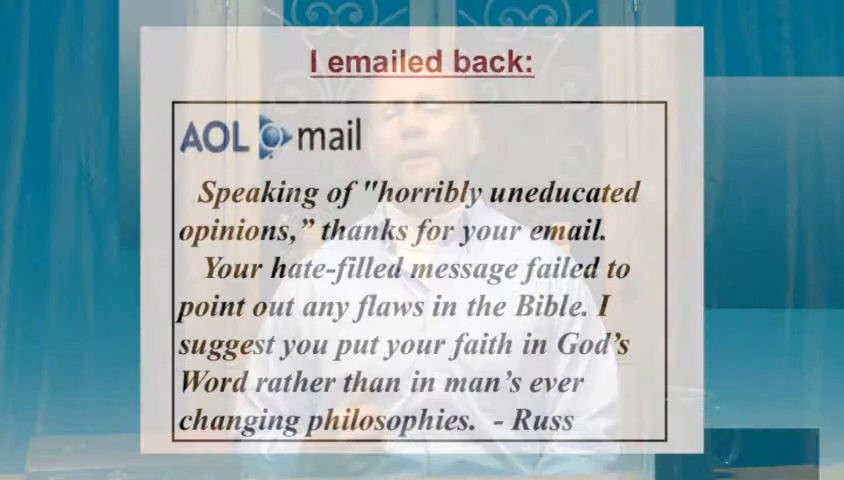 I emailed back:
AOL mail
Speaking of "horribly uneducated
opinions,” thanks for your email.
Your hate-filled message failed to
point out any flaws in the Bible. I
suggest you put your faith in God’s
Word rather than in man’s ever
changing philosophies. - Russ